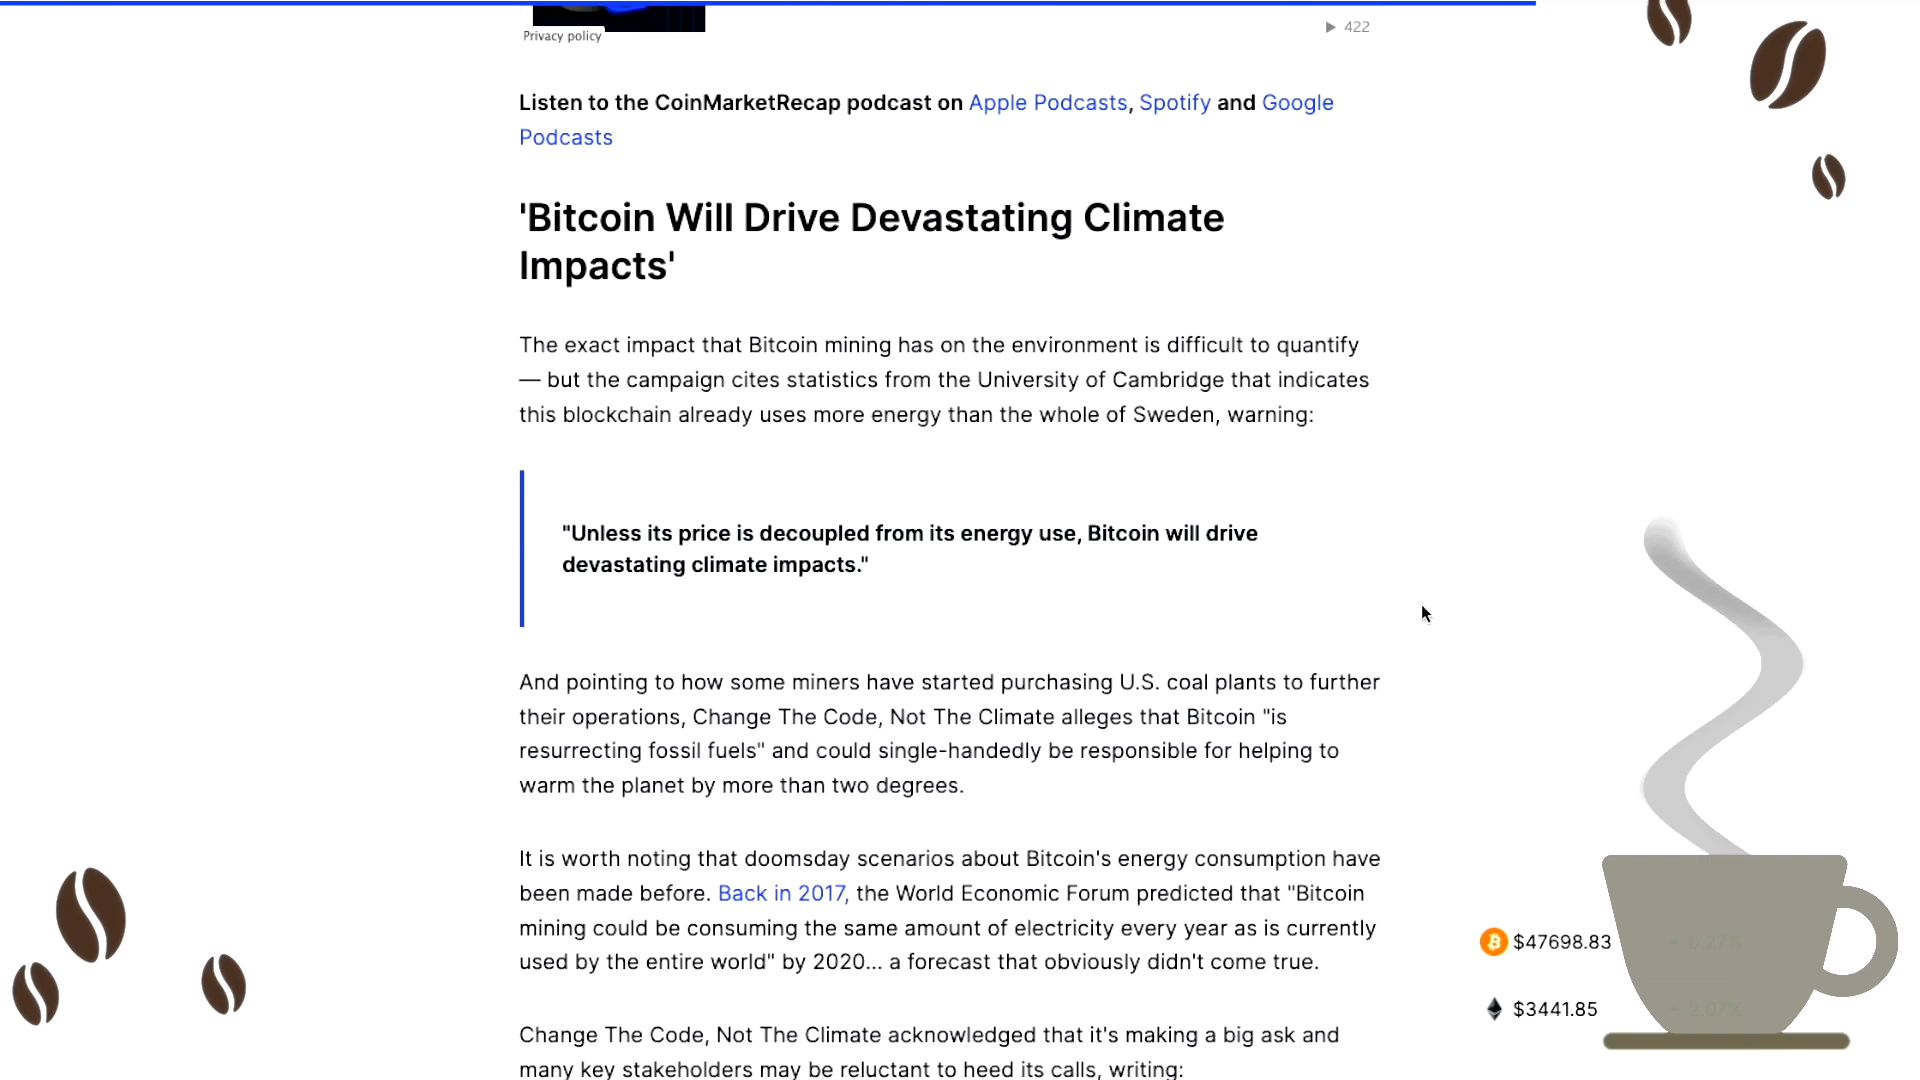 Privacy policy
422
Listen to the CoinMarketRecap podcast on Apple Podcasts, Spotify and Google
Podcasts
'Bitcoin Will Drive Devastating Climate
Impacts'
The exact impact that Bitcoin mining has on the environment is difficult to quantify
— but the campaign cites statistics from the University of Cambridge that indicates
this blockchain already uses more energy than the whole of Sweden, warning:
"Unless its price is decoupled from its energy use, Bitcoin will drive
devastating climate impacts."
And pointing to how some miners have started purchasing U.S. coal plants to further
their operations, Change The Code, Not The Climate alleges that Bitcoin "is
resurrecting fossil fuels" and could single-handedly be responsible for helping to
warm the planet by more than two degrees.
It is worth noting that doomsday scenarios about Bitcoin's energy consumption have
been made before. Back in 2017, the World Economic Forum predicted that "Bitcoin
mining could be consuming the same amount of electricity every year as is currently
used by the entire world" by 2020... a forecast that obviously didn't come true.
$47698.83
$3441.85
Change The Code, Not The Climate acknowledged that it's making a big ask and
many key stakeholders may be reluctant to heed its calls, writing: